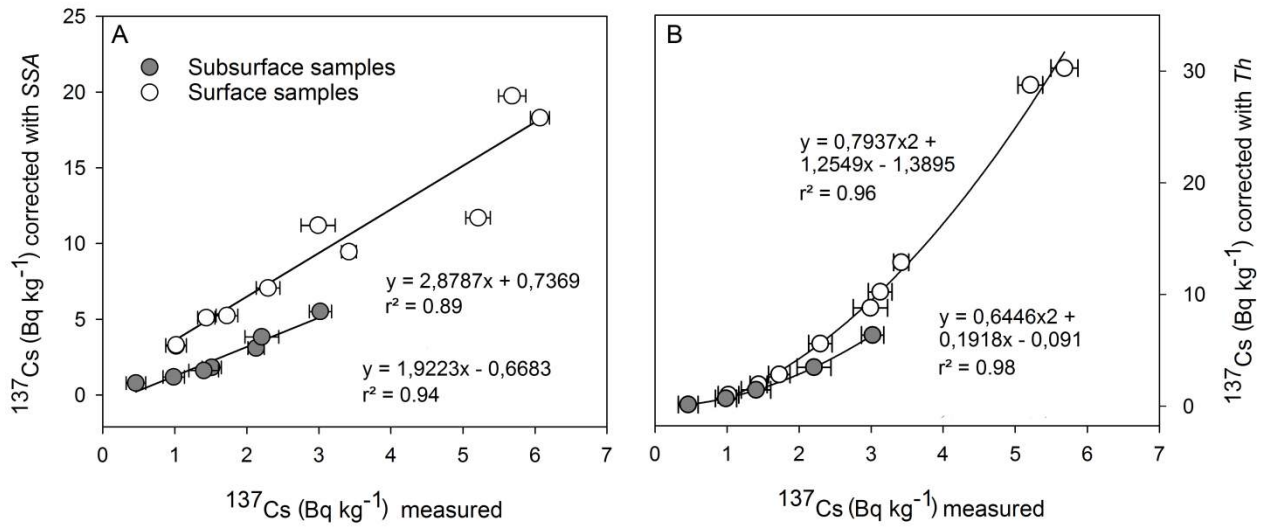 A
Subsurface samples
Surface samples
25
20
15
10
5
0
¹³⁷Cs (Bq kg⁻¹) corrected with SSA
y = 2,8787x + 0,7369
r² = 0.89
y = 1,9223x - 0,6683
r² = 0.94
0 1 2 3 4 5 6 7
¹³⁷Cs (Bq kg⁻¹) measured
B
y = 0,7937x2 +
1,2549x - 1,3895
r² = 0.96
y = 0,6446x2 +
0,1918x - 0,091
r² = 0.98
30
20
10
0
¹³⁷Cs (Bq kg⁻¹) corrected with Th
0 1 2 3 4 5 6 7
¹³⁷Cs (Bq kg⁻¹) measured